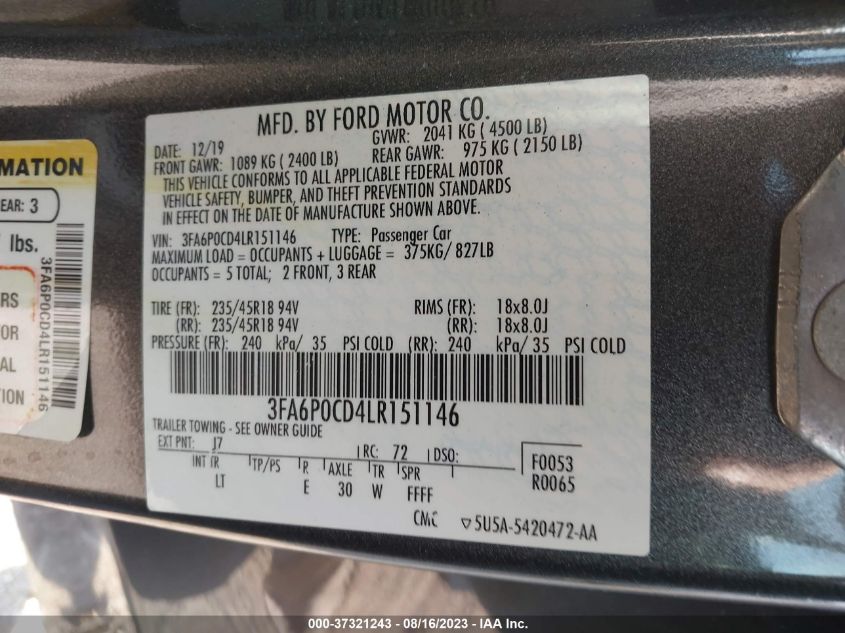 MFD. BY FORD MOTOR CO.
DATE: 12/19 GVWR: 2041 KG ( 4500 LB)
FRONT GAWR: 1089 KG ( 2400 LB) REAR GAWR: 975 KG ( 2150 LB)
THIS VEHICLE CONFORMS TO ALL APPLICABLE FEDERAL MOTOR
VEHICLE SAFETY, BUMPER, AND THEFT PREVENTION STANDARDS
IN EFFECT ON THE DATE OF MANUFACTURE SHOWN ABOVE.
VIN: 3FA6P0CD4LR151146 TYPE: Passenger Car
MAXIMUM LOAD = OCCUPANTS + LUGGAGE = 375KG/ 827LB
OCCUPANTS = 5 TOTAL; 2 FRONT, 3 REAR
TIRE (FR): 235/45R18 94V RIMS (FR): 18x8.0J
(RR): 235/45R18 94V (RR): 18x8.0J
PRESSURE (FR): 240 kPa/ 35 PSI COLD (RR): 240 kPa/ 35 PSI COLD
3FA6P0CD4LR151146
TRAILER TOWING - SEE OWNER GUIDE
EXT PNT: J7 RC: 72 DSO: F0053
INT TR TP/PS R AXLE TR SPR R0065
LT E 30 W FFFF
CMC 5U5A-5420472-AA
MATION
EAR: 3
lbs.
ERS
TOR
AL
TION
3FA6P0CD4LR151146
000-37321243 - 08/16/2023 - © IAA, Inc.